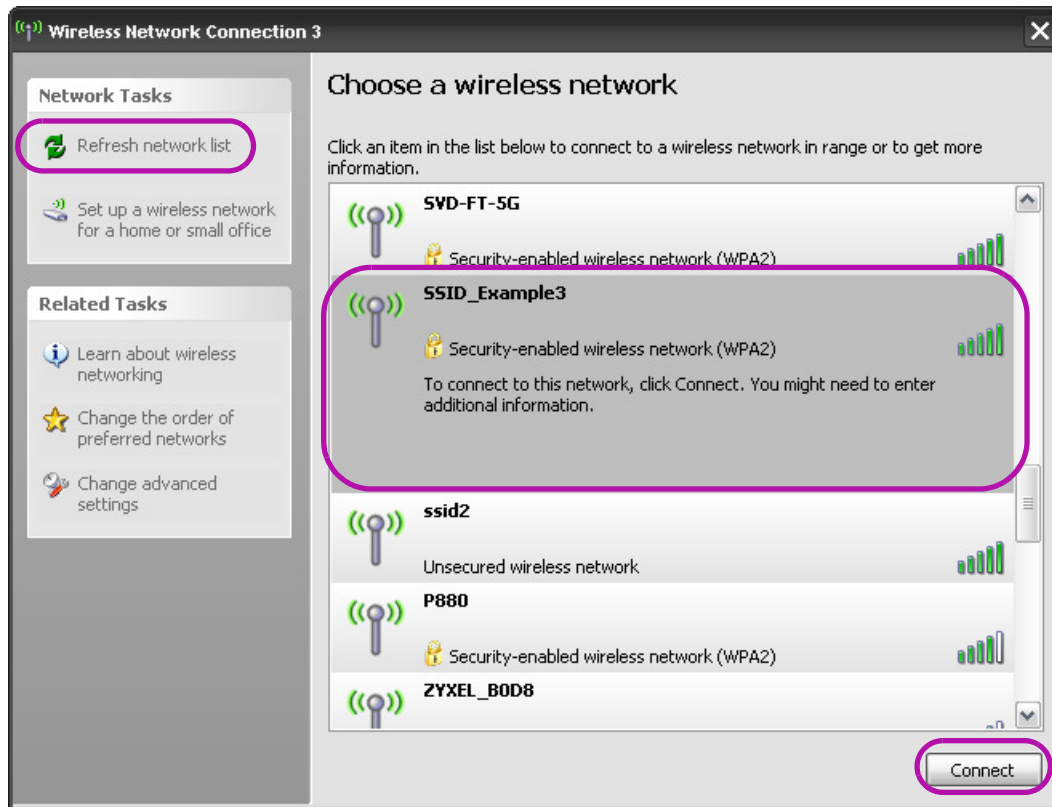 Wireless Network Connection 3
Network Tasks
Refresh network list
Set up a wireless network
for a home or small office
Related Tasks
Learn about wireless
networking
Change the order of
preferred networks
Change advanced
settings
Choose a wireless network
Click an item in the list below to connect to a wireless network in range or to get more
information.
SVD-FT-5G
Security-enabled wireless network (WPA2)
SSID_Example3
Security-enabled wireless network (WPA2)
To connect to this network, click Connect. You might need to enter
additional information.
ssid2
Unsecured wireless network
P880
Security-enabled wireless network (WPA2)
ZYXEL_B0D8
Connect